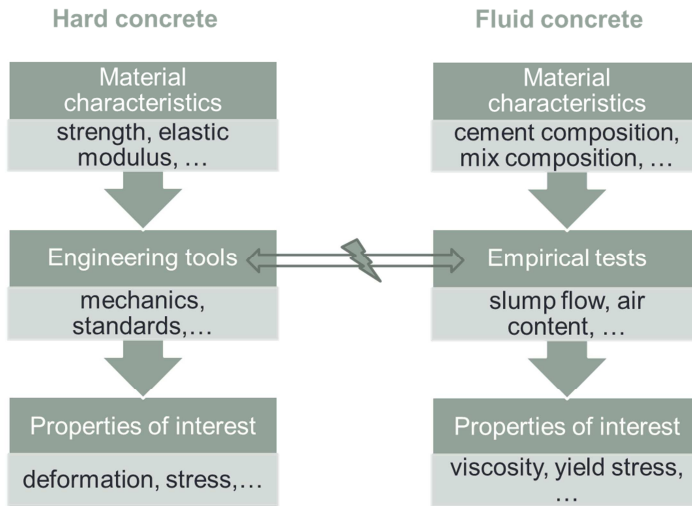 Hard concrete
Material
characteristics
strength, elastic
modulus, …
Engineering tools
mechanics,
standards,…
Properties of interest
deformation, stress,…
Fluid concrete
Material
characteristics
cement composition,
mix composition, …
Empirical tests
slump flow, air
content, …
Properties of interest
viscosity, yield stress,
…